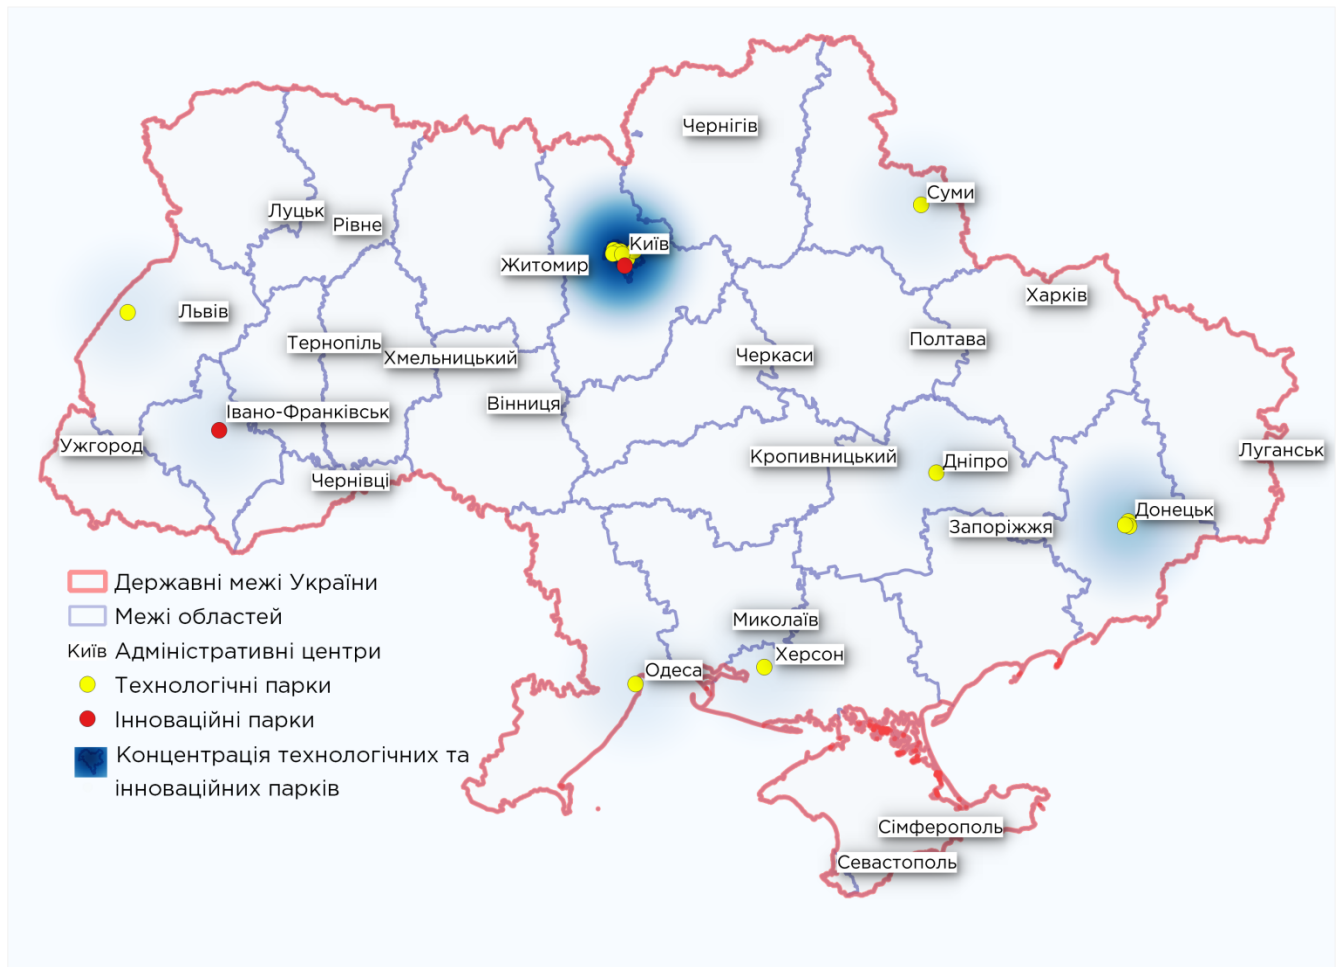 Чернігів
Суми
Луцьк
Рівне
Київ
Житомир
Харків
Львів
Тернопіль
Хмельницький
Черкаси
Полтава
Вінниця
Івано-Франківськ
Ужгород
Чернівці
Кропивницький
Дніпро
Луганськ
Донецьк
Запоріжжя
Миколаїв
Херсон
Одеса
Сімферополь
Севастополь
Державні межі України
Межі областей
Київ Адміністративні центри
Технологічні парки
Інноваційні парки
Концентрація технологічних та
інноваційних парків